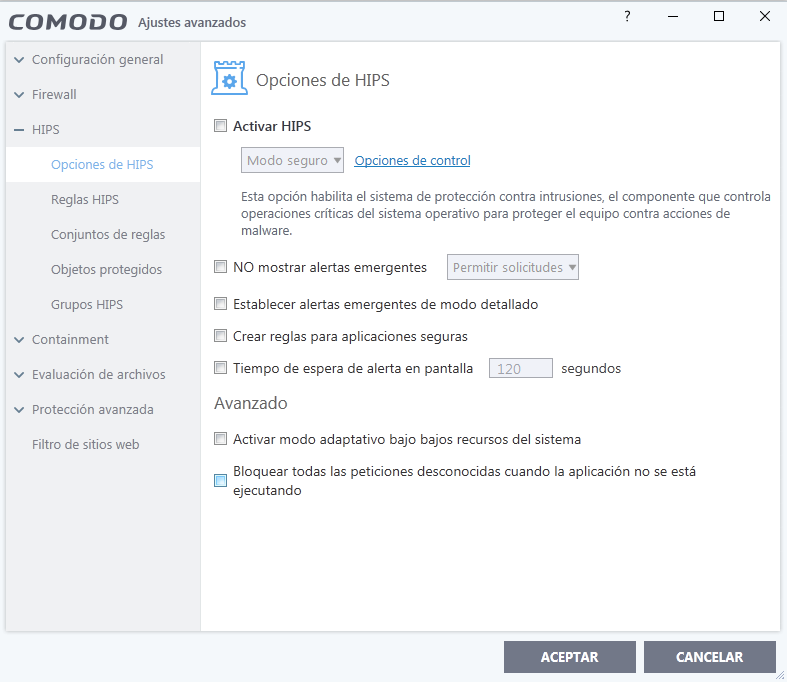 COMODO Ajustes avanzados ?
Configuración general
Firewall
HIPS
Opciones de HIPS
Reglas HIPS
Conjuntos de reglas
Objetos protegidos
Grupos HIPS
Containment
Evaluación de archivos
Protección avanzada
Filtro de sitios web
Opciones de HIPS
Activar HIPS
Modo seguro Opciones de control
Esta opción habilita el sistema de protección contra intrusiones, el componente que controla
operaciones críticas del sistema operativo para proteger el equipo contra acciones de
malware.
NO mostrar alertas emergentes Permitir solicitudes
Establecer alertas emergentes de modo detallado
Crear reglas para aplicaciones seguras
Tiempo de espera de alerta en pantalla 120 segundos
Avanzado
Activar modo adaptativo bajo bajos recursos del sistema
Bloquear todas las peticiones desconocidas cuando la aplicación no se está
ejecutando
ACEPTAR CANCELAR